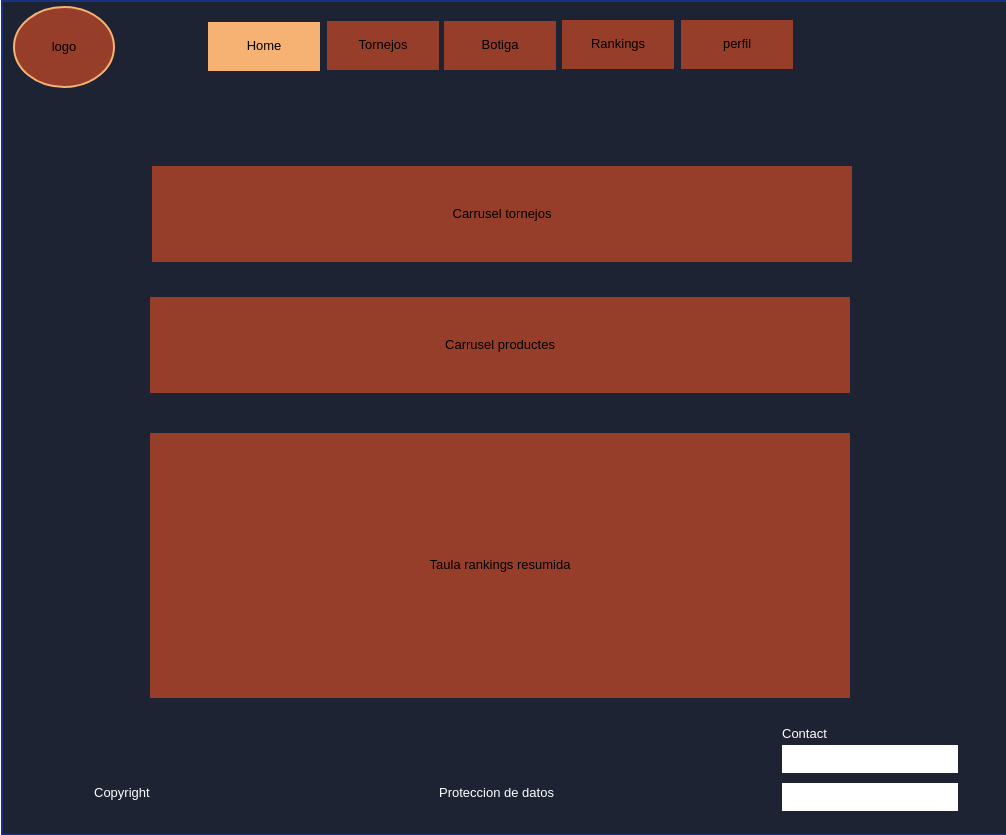 logo
Home
Tornejos
Botiga
Rankings
perfil
Carrusel tornejos
Carrusel productes
Taula rankings resumida
Contact
Copyright
Proteccion de datos